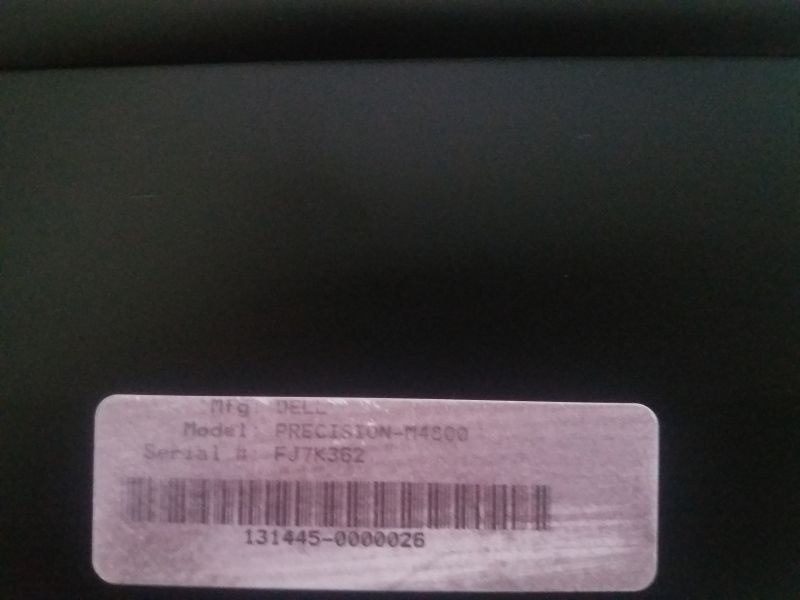 Mfg: DELL
Model: PRECISION-M4800
Serial #: FJ7K362
131445-0000026